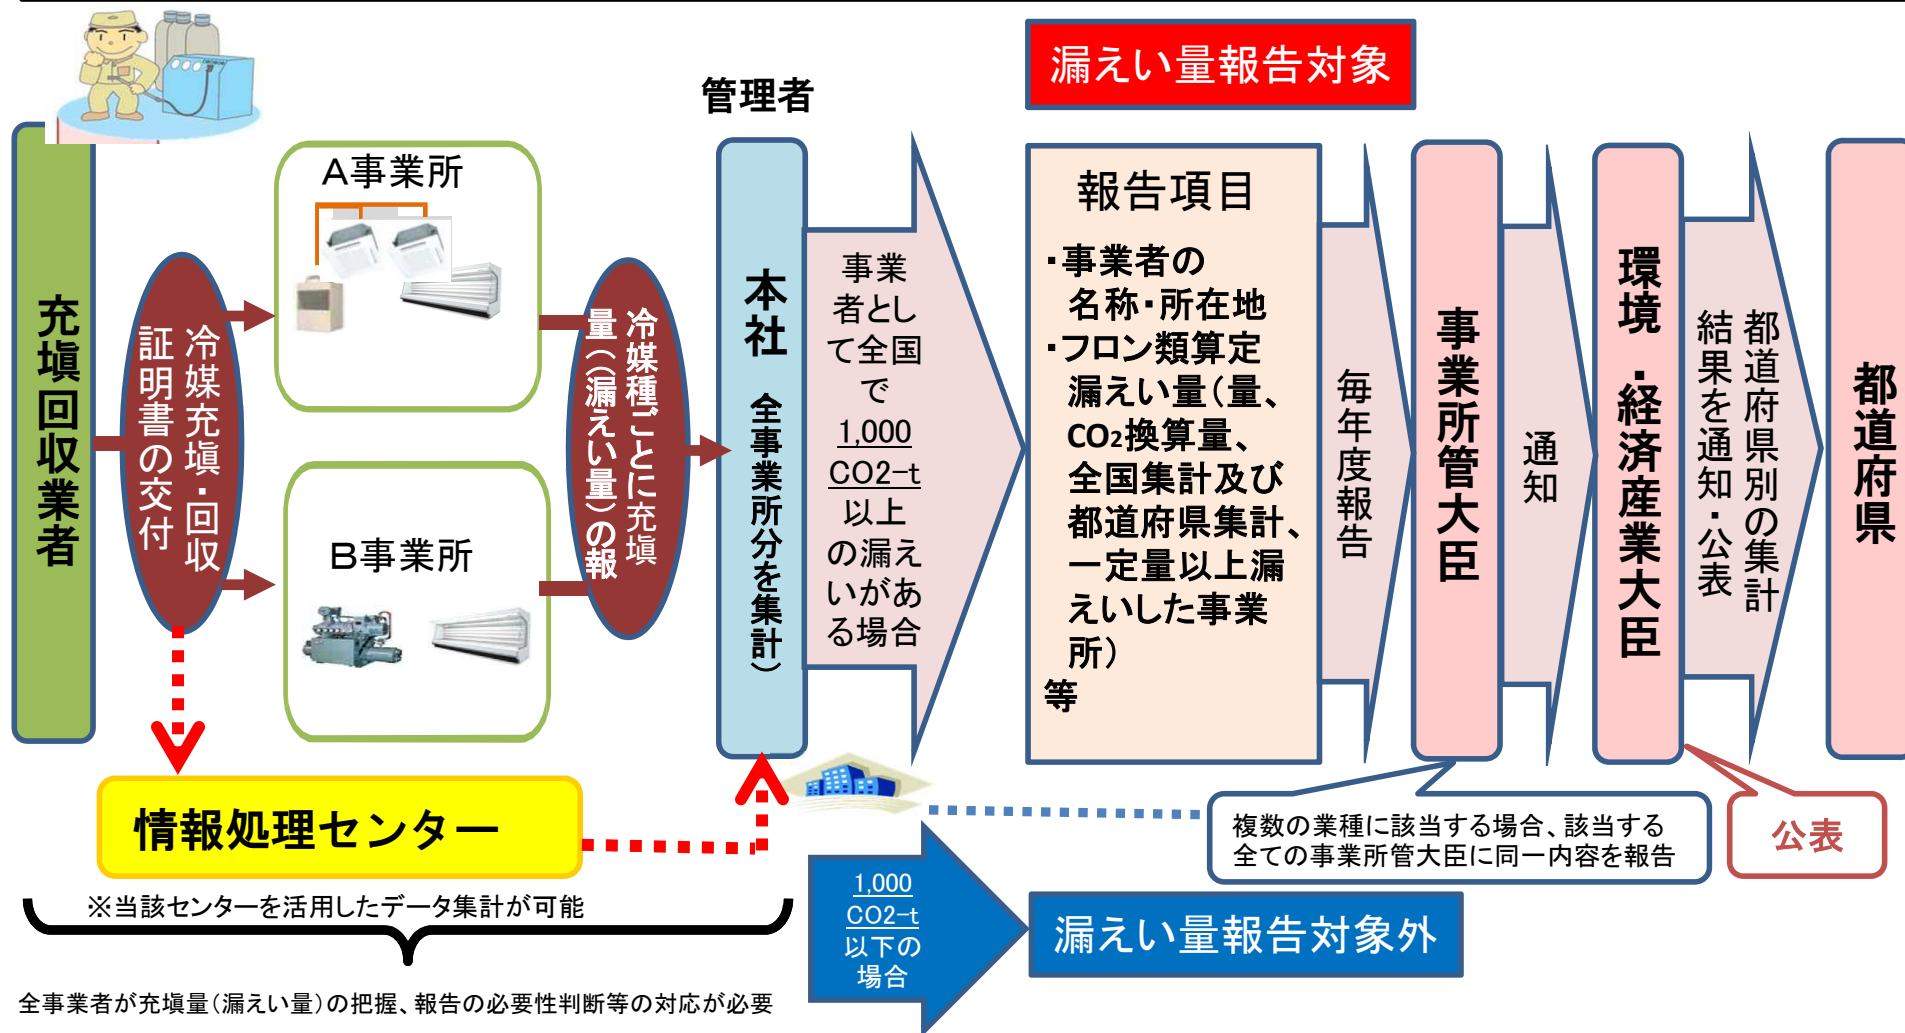 漏えい量報告対象
管理者
充塡回収業者
冷媒充塡・回収
証明書の交付
A事業所
B事業所
冷媒種ごとに充塡
量((漏えい量)の報
本社 全事業所分を集計)
事業
者とし
て全国
で
1,000
CO2-t
以上
の漏え
いがあ
る場合
報告項目
・事業者の
名称・所在地
・フロン類算定
漏えい量(量、
CO2換算量、
全国集計及び
都道府県集計、
一定量以上漏
えいした事業
所)
等
毎年度報告
事業所管大臣
通知
環境・経済産業大臣
都道府県別の集計
結果を通知・公表
都道府県
情報処理センター
※当該センターを活用したデータ集計が可能
全事業者が充塡量(漏えい量)の把握、報告の必要性判断等の対応が必要
複数の業種に該当する場合、該当する
全ての事業所管大臣に同一内容を報告
公表
1,000
CO2-t
以下の
場合
漏えい量報告対象外